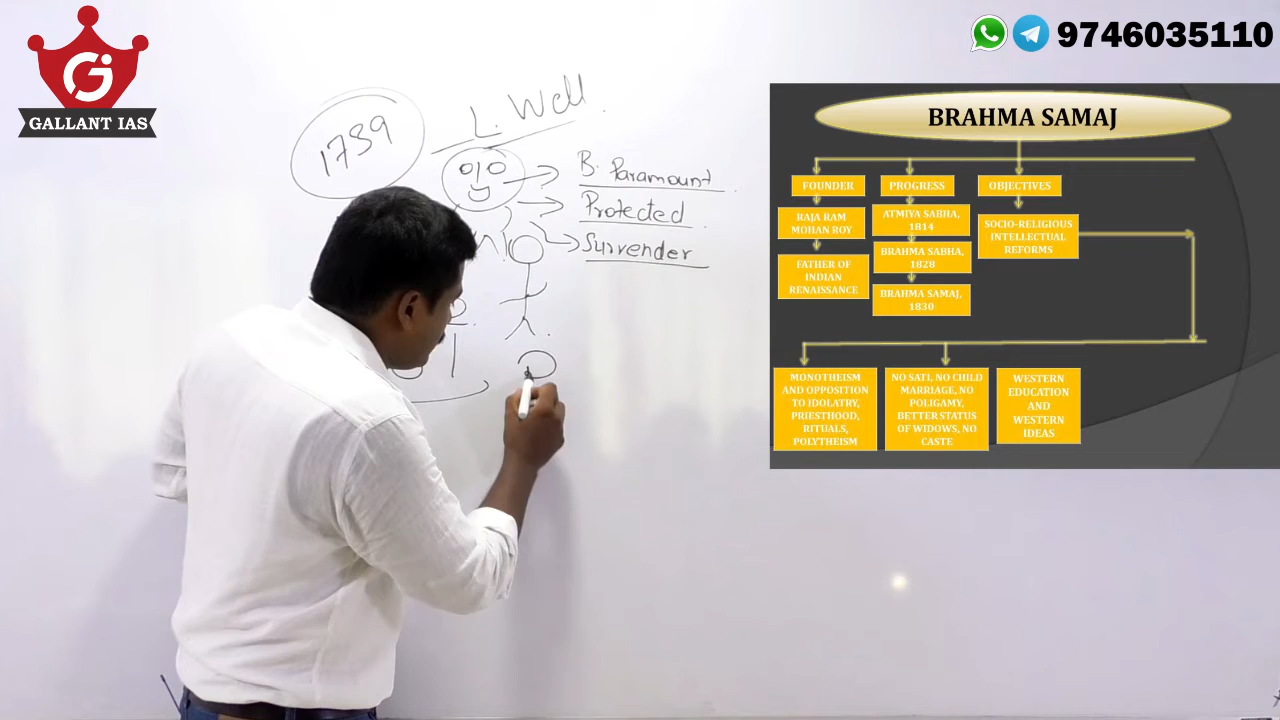 GALLANT IAS
9746035110
1739
L. Well.
B. Paramount
Protected
Surrender
BRAHMA SAMAJ
FOUNDER
RAJA RAM
MOHAN ROY
FATHER OF
INDIAN
RENAISSANCE
PROGRESS
ATMIYA SABHA,
1814
BRAHMA SABHA,
1828
BRAHMA SAMAJ,
1830
OBJECTIVES
SOCIO-RELIGIOUS
INTELLECTUAL
REFORMS
MONOTHEISM
AND OPPOSITION
TO IDOLATRY,
PRIESTHOOD,
RITUALS,
POLYTHEISM
NO SATI, NO CHILD
MARRIAGE, NO
POLIGAMY,
BETTER STATUS
OF WIDOWS, NO
CASTE
WESTERN
EDUCATION
AND
WESTERN
IDEAS